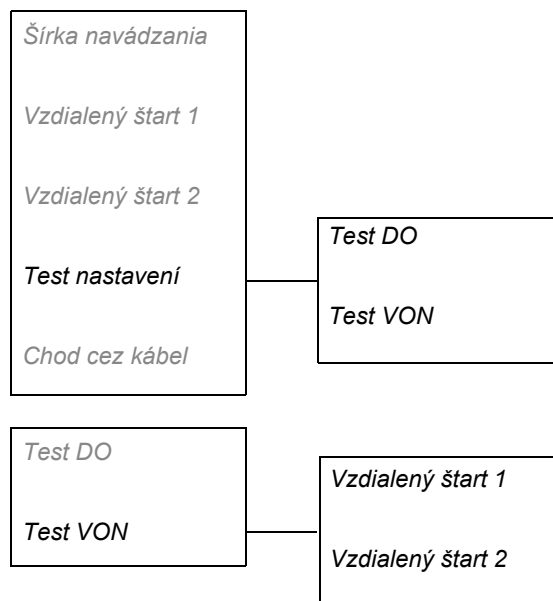 Šírka navádzania
Vzdialený štart 1
Vzdialený štart 2
Test nastavení
Chod cez kábel
Test DO
Test VON
Test DO
Test VON
Vzdialený štart 1
Vzdialený štart 2